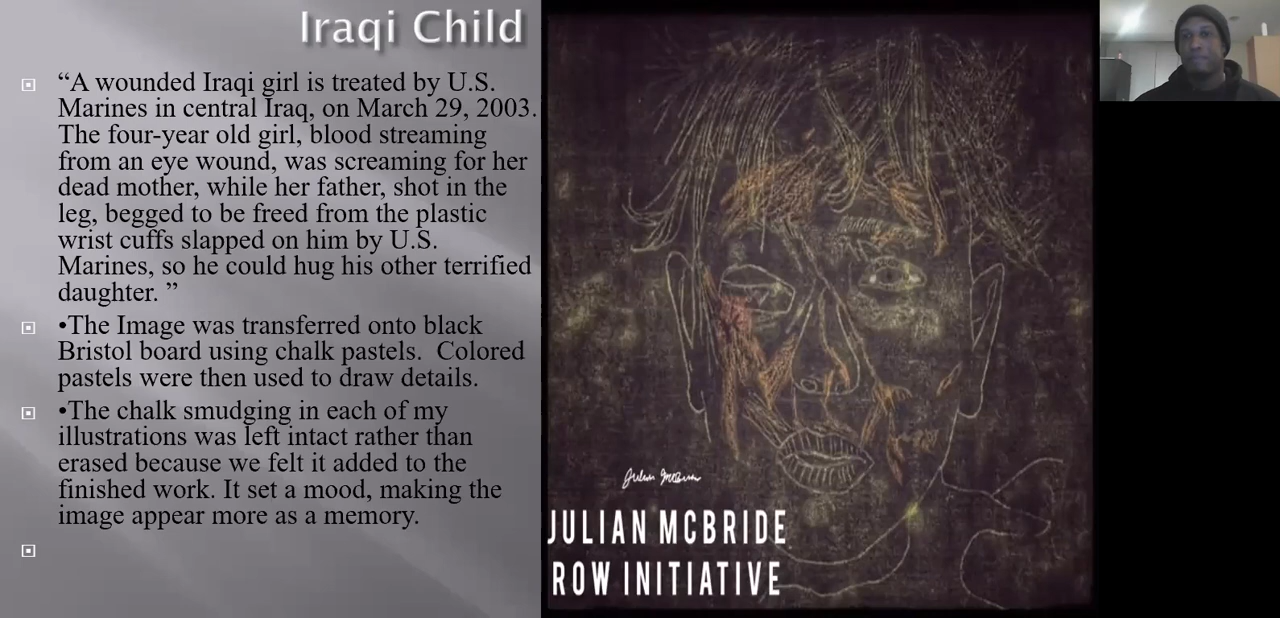 Iraqi Child
“A wounded Iraqi girl is treated by U.S.
Marines in central Iraq, on March 29, 2003.
The four-year old girl, blood streaming
from an eye wound, was screaming for her
dead mother, while her father, shot in the
leg, begged to be freed from the plastic
wrist cuffs slapped on him by U.S.
Marines, so he could hug his other terrified
daughter. ”
•The Image was transferred onto black
Bristol board using chalk pastels.  Colored
pastels were then used to draw details.
•The chalk smudging in each of my
illustrations was left intact rather than
erased because we felt it added to the
finished work. It set a mood, making the
image appear more as a memory.
Julian McBride
JULIAN MCBRIDE
ROW INITIATIVE